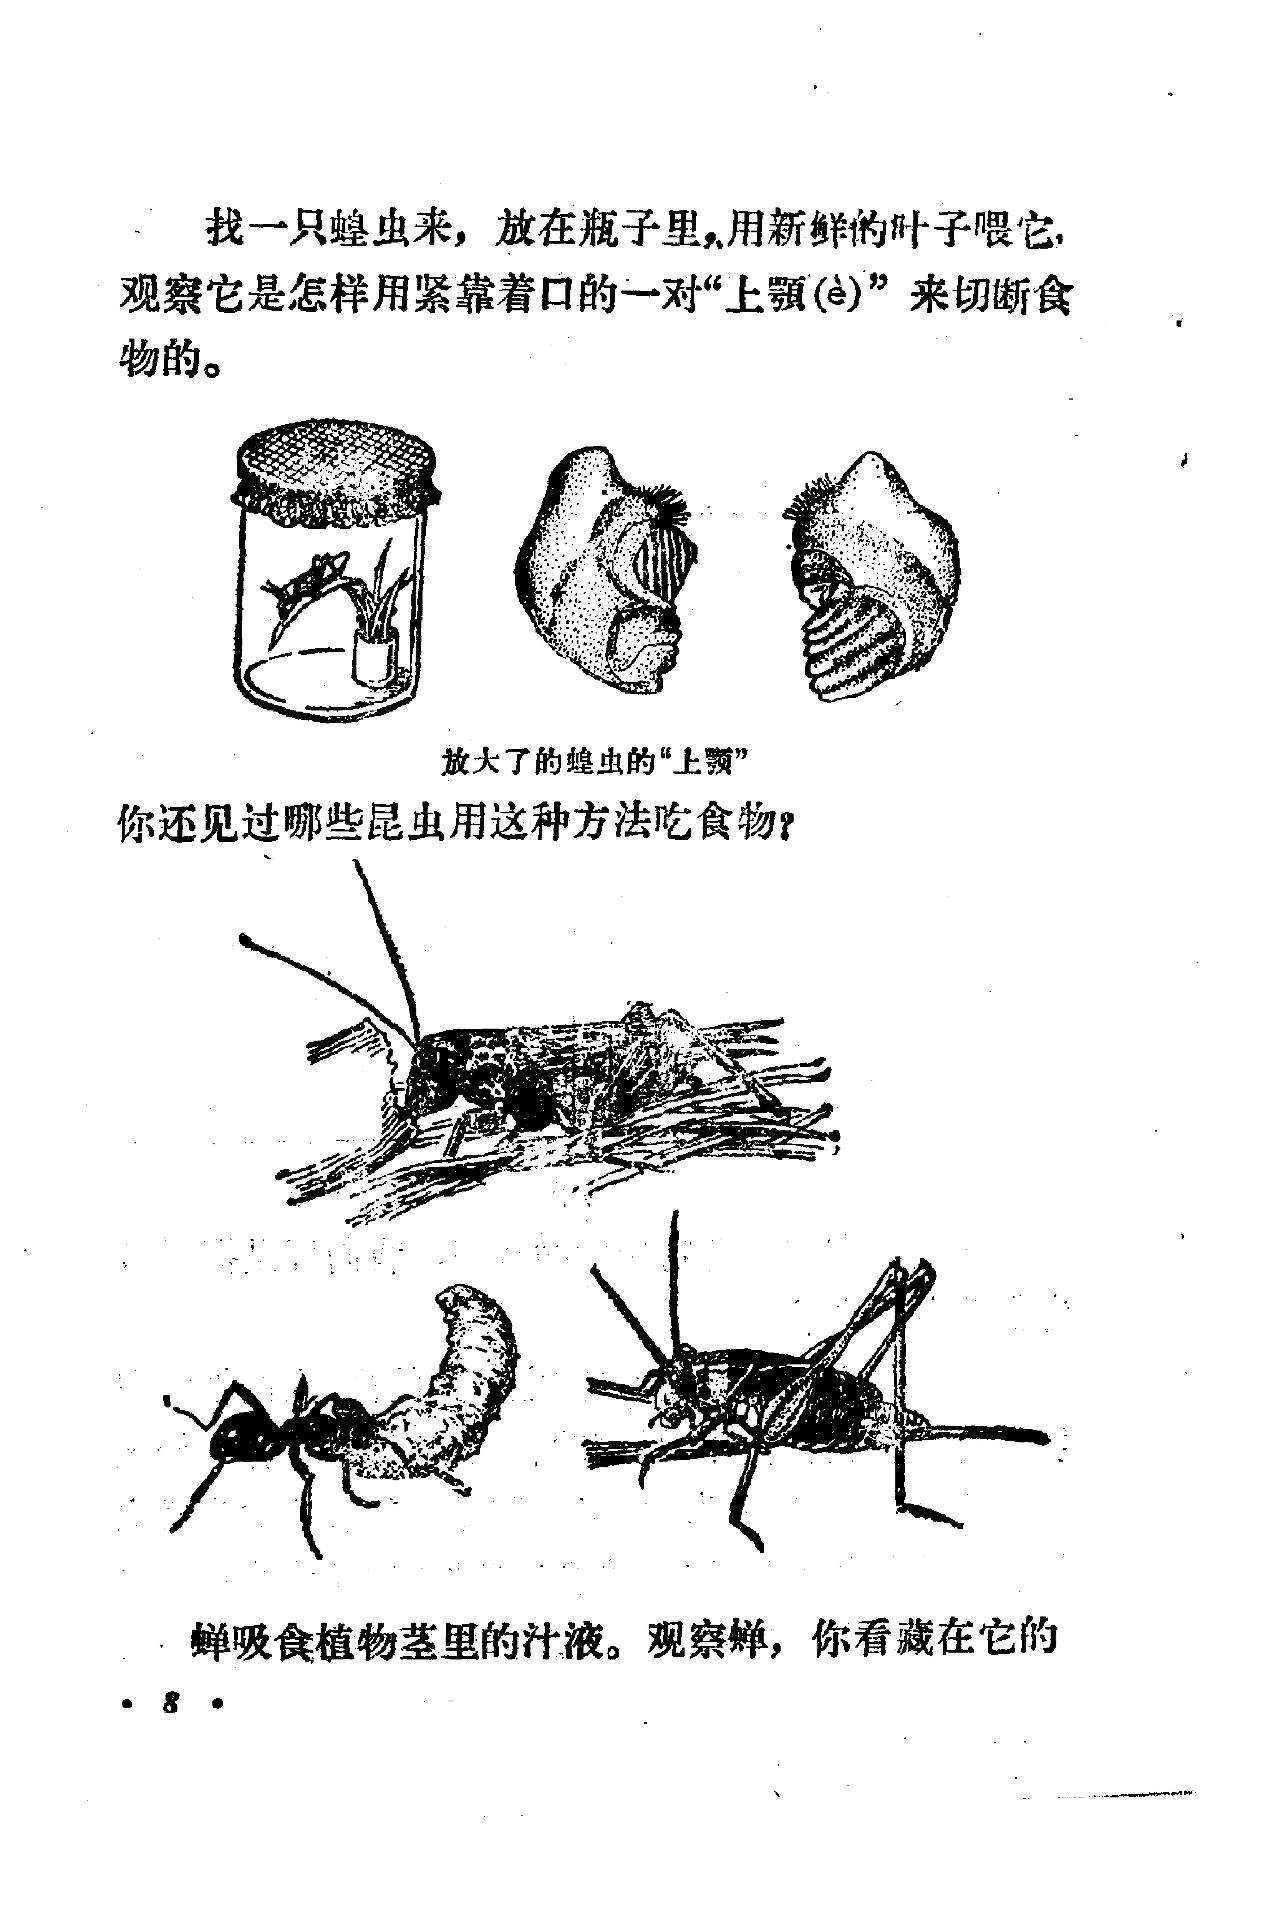 找一只蝗虫来，放在瓶子里，用新鲜的叶子喂它，
观察它是怎样用紧靠着口的一对“上颚(è)”来切断食
物的。
放大了的蝗虫的“上颚”
你还见过哪些昆虫用这种方法吃食物?
蝉吸食植物茎里的汁液。观察蝉，你看藏在它的
· 8 ·